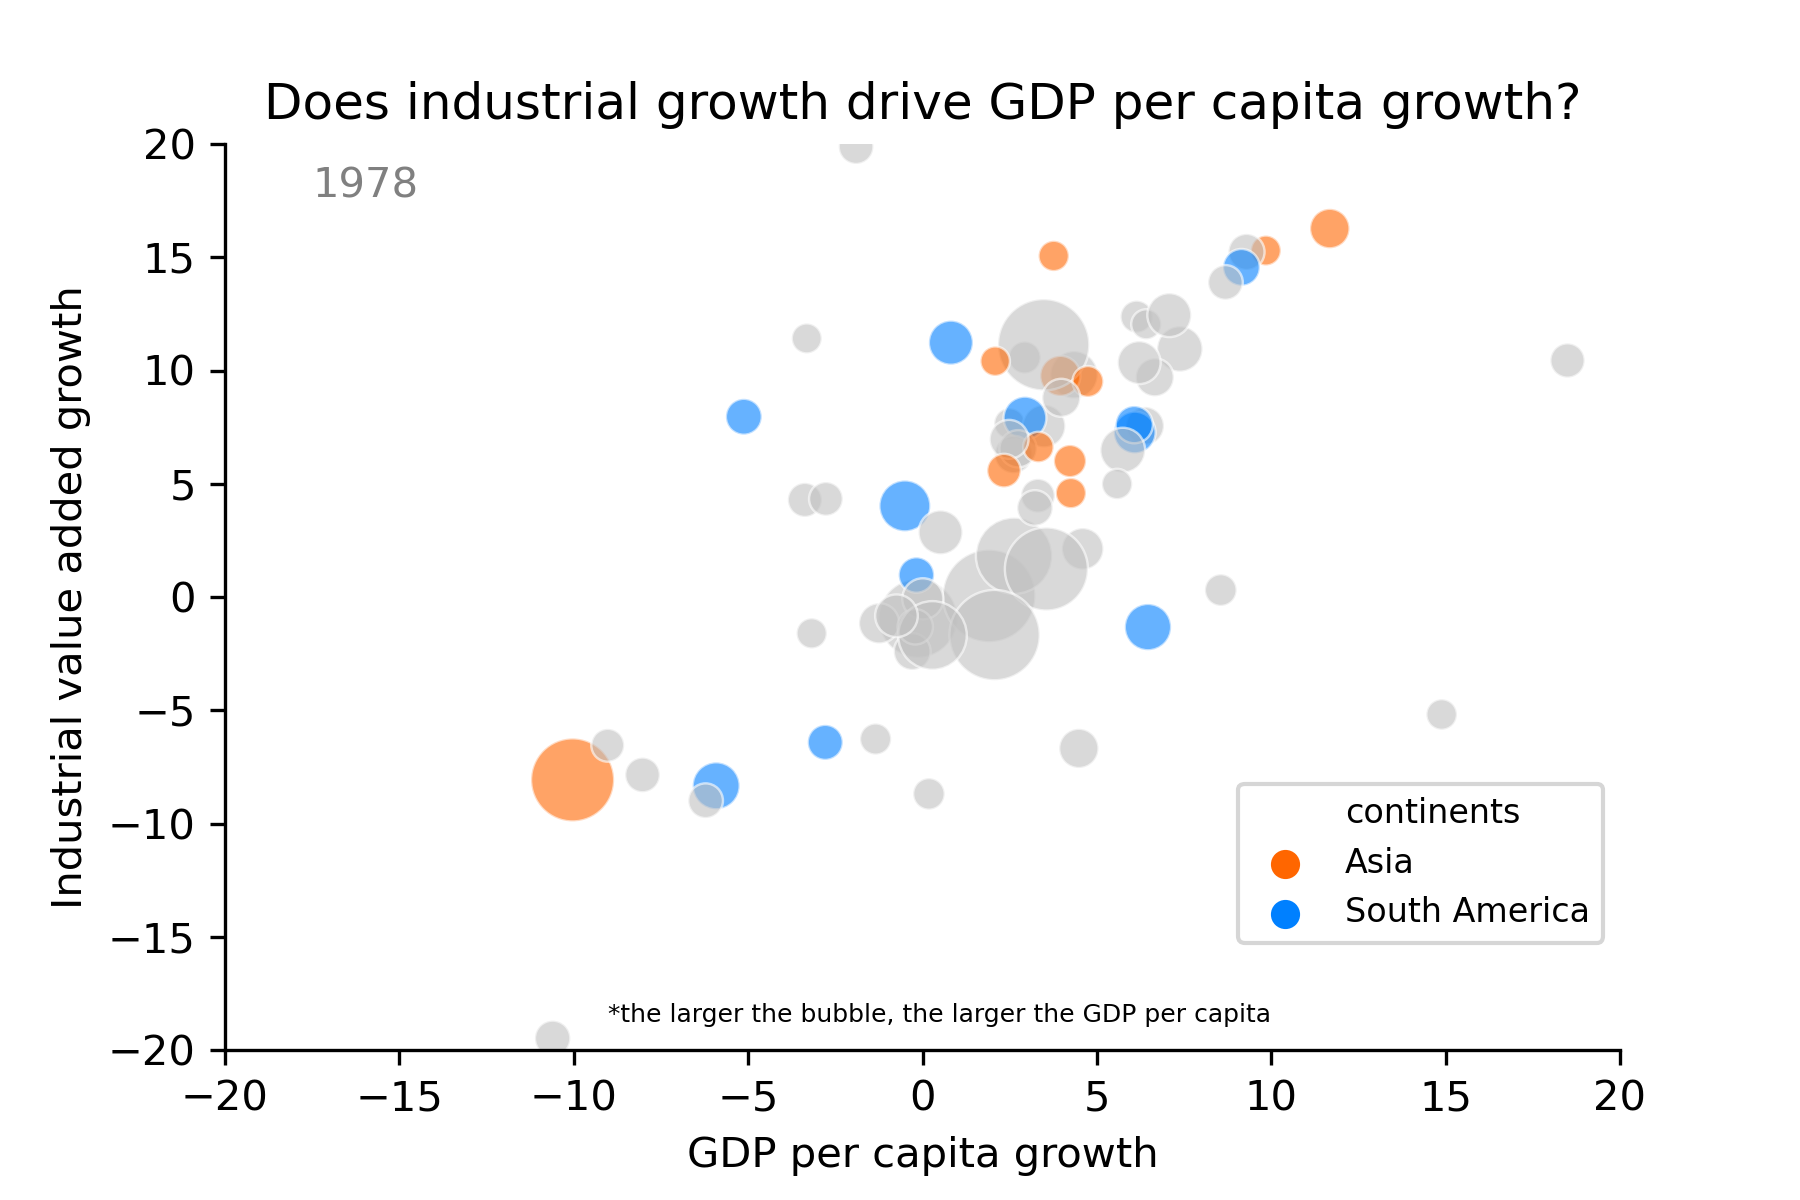 Does industrial growth drive GDP per capita growth?
1978
20
15
10
5
0
−5
−10
−15
−20
Industrial value added growth
continents
Asia
South America
*the larger the bubble, the larger the GDP per capita
−20 −15 −10 −5 0 5 10 15 20
GDP per capita growth